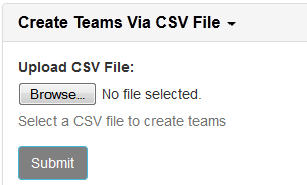 Create Teams Via CSV File
Upload CSV File:
Browse... No file selected.
Select a CSV file to create teams
Submit